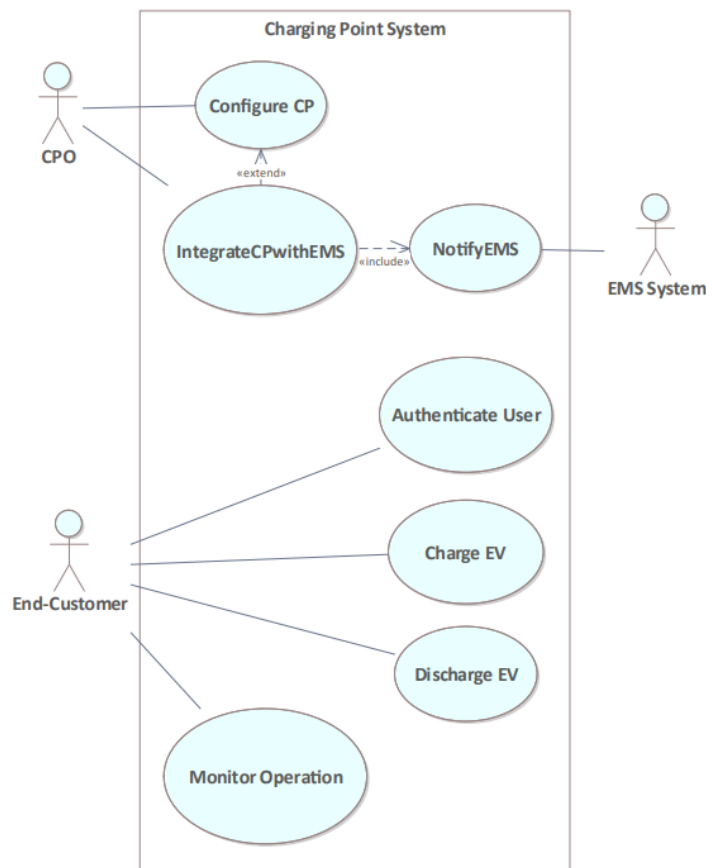 Charging Point System
Configure CP
CPO
«extend»
IntegrateCPwithEMS
«include»
NotifyEMS
EMS System
Authenticate User
Charge EV
End-Customer
Discharge EV
Monitor Operation